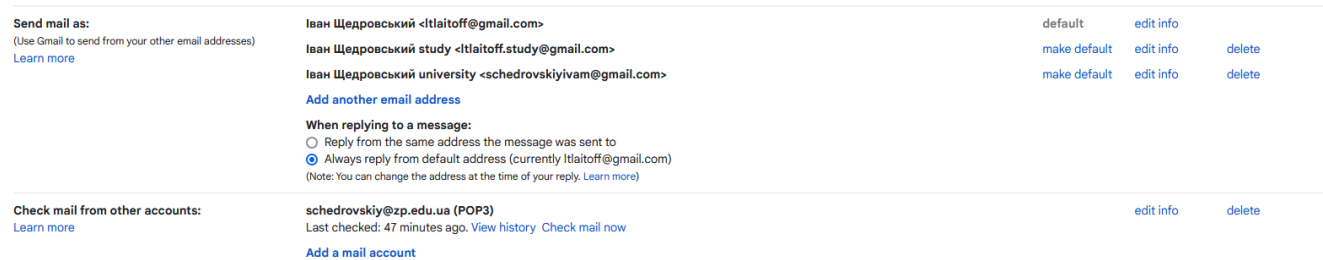 Send mail as:
(Use Gmail to send from your other email addresses)
Learn more
Іван Щедровський <ltlaitoff@gmail.com>
default
edit info
Іван Щедровський study <ltlaitoff.study@gmail.com>
make default
edit info
delete
Іван Щедровський university <schedrovskiyivam@gmail.com>
make default
edit info
delete
Add another email address
When replying to a message:
Reply from the same address the message was sent to
Always reply from default address (currently ltlaitoff@gmail.com)
(Note: You can change the address at the time of your reply. Learn more)
Check mail from other accounts:
Learn more
schedrovskiy@zp.edu.ua (POP3)
edit info
delete
Last checked: 47 minutes ago. View history Check mail now
Add a mail account